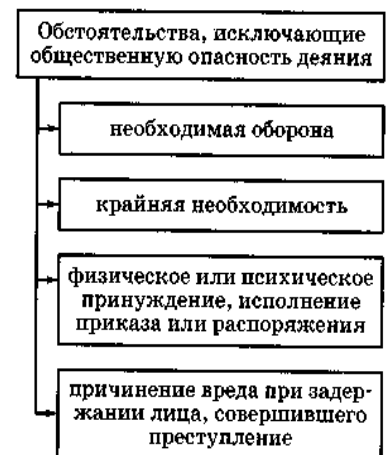 Обстоятельства, исключающие
общественную опасность деяния
необходимая оборона
крайняя необходимость
физическое или психическое
принуждение, исполнение
приказа или распоряжения
причинение вреда при задер-
жании лица, совершившего
преступление